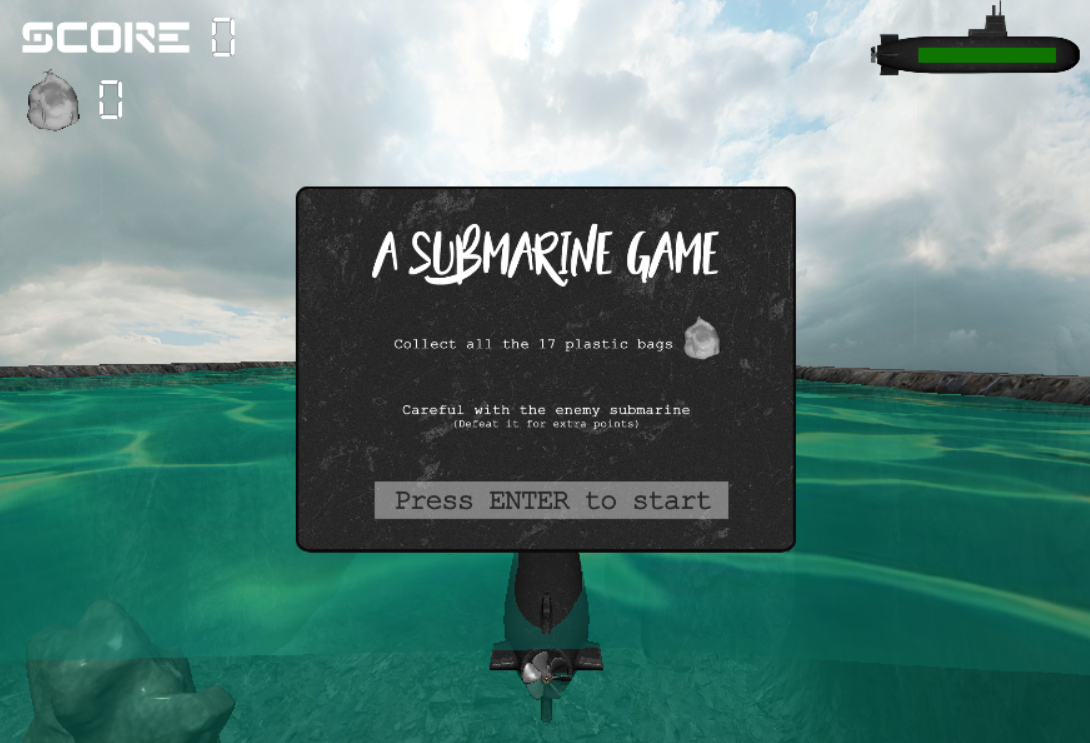 SCORE 0
0
A SUBMARINE GAME
Collect all the 17 plastic bags
Careful with the enemy submarine
(Defeat it for extra points)
Press ENTER to start